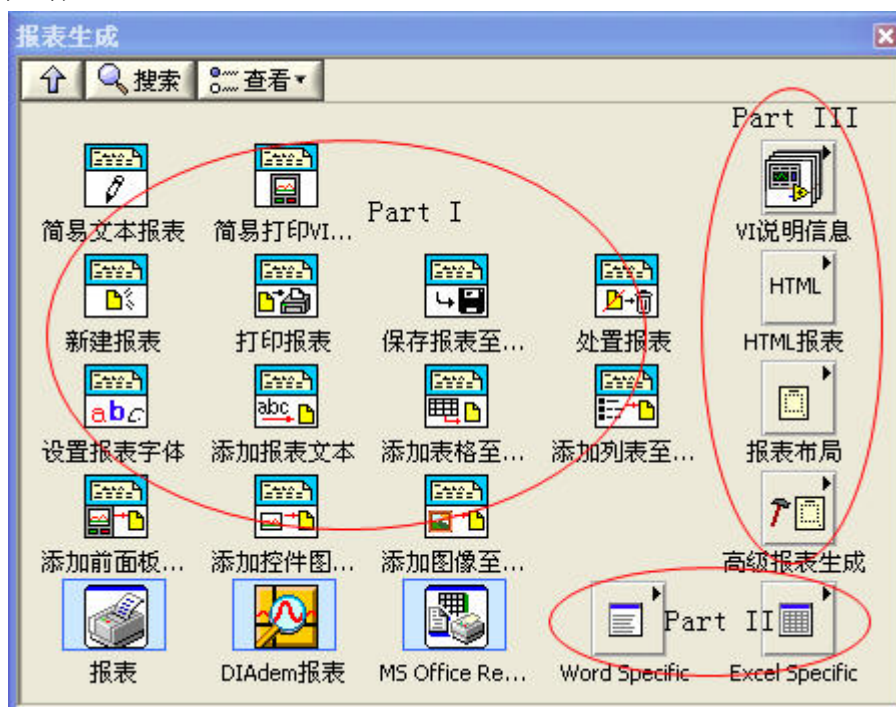 报表生成
搜索 查看
Part III
简易文本报表 简易打印VI... Part I VI说明信息
HTML
新建报表 打印报表 保存报表至... 处置报表 HTML报表
abc abc
设置报表字体 添加报表文本 添加表格至... 添加列表至... 报表布局
添加前面板... 添加控件图... 添加图像至... 高级报表生成
Part II
报表 DIAdem报表 MS Office Re... Word Specific Excel Specific